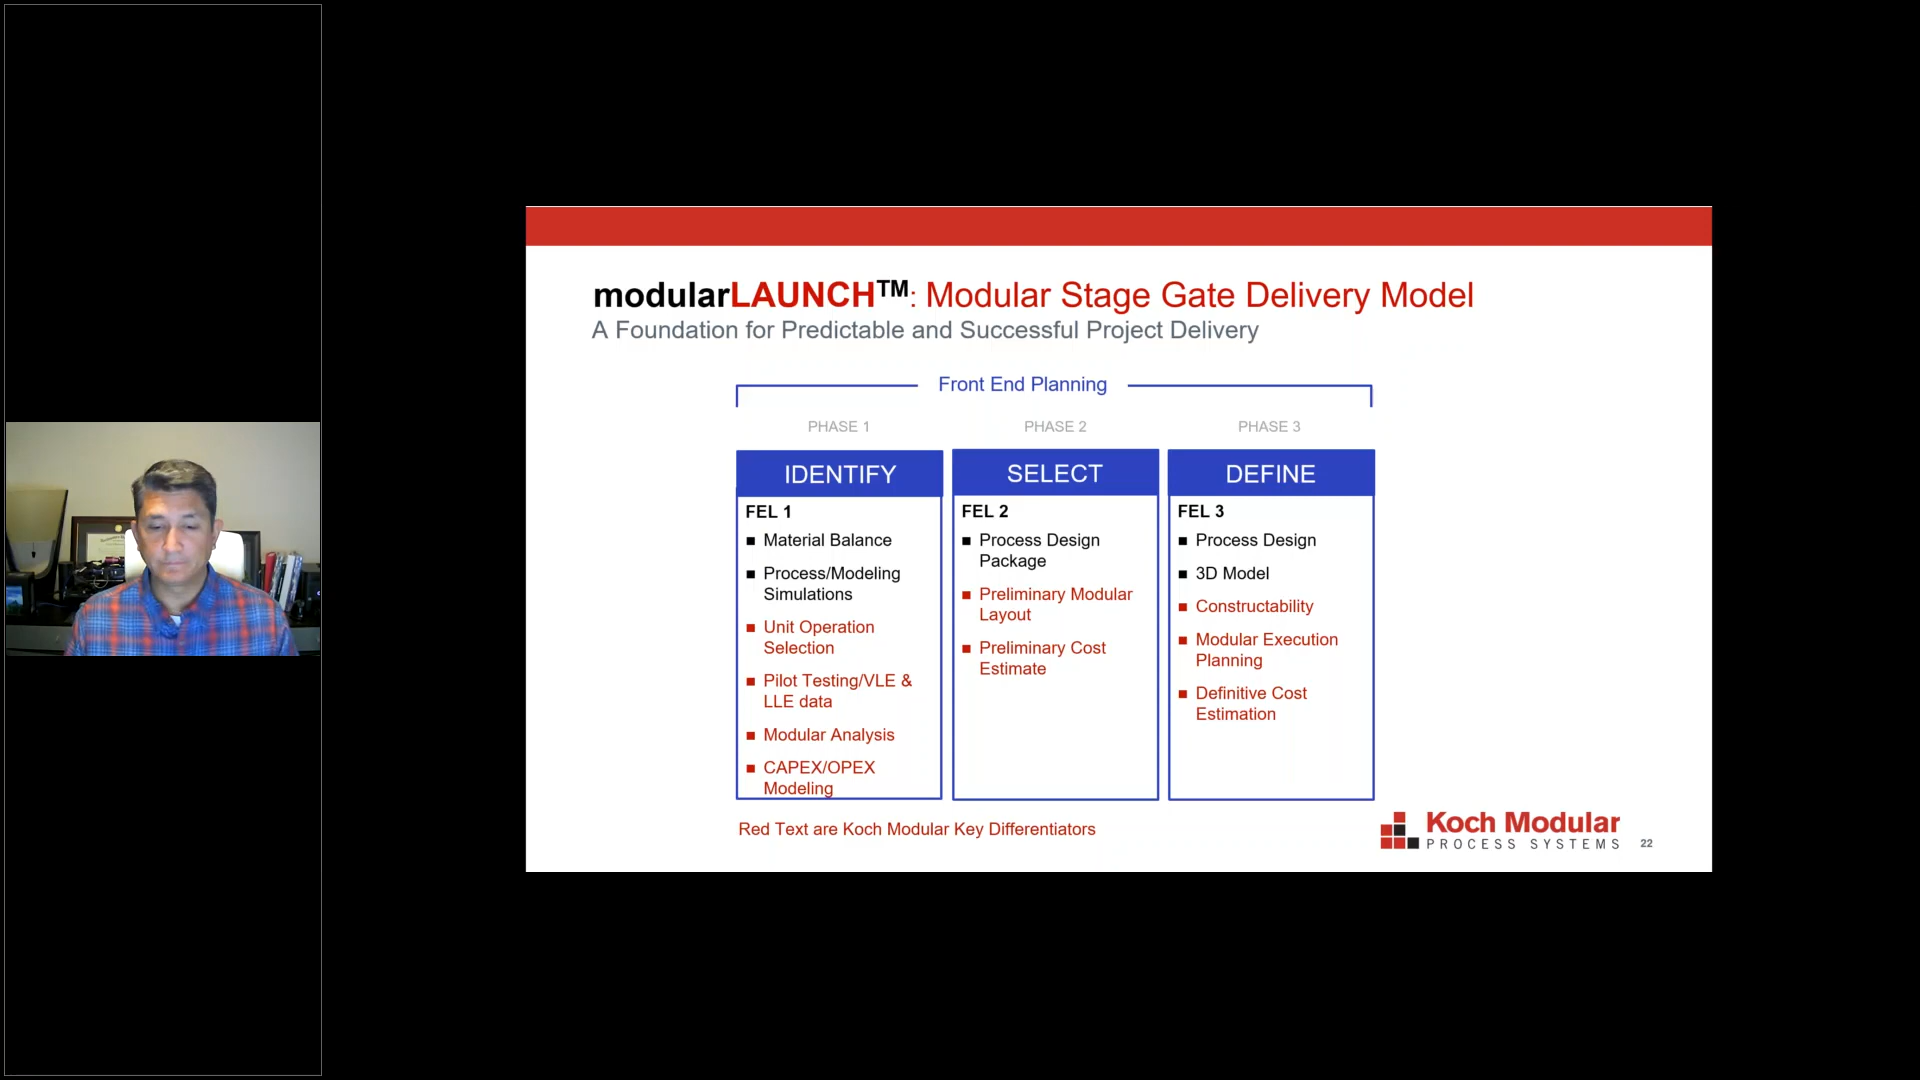 modularLAUNCH™: Modular Stage Gate Delivery Model
A Foundation for Predictable and Successful Project Delivery
Front End Planning
PHASE 1
IDENTIFY
FEL 1
■ Material Balance
■ Process/Modeling
Simulations
■ Unit Operation
Selection
■ Pilot Testing/VLE &
LLE data
■ Modular Analysis
■ CAPEX/OPEX
Modeling
PHASE 2
SELECT
FEL 2
■ Process Design
Package
■ Preliminary Modular
Layout
■ Preliminary Cost
Estimate
PHASE 3
DEFINE
FEL 3
■ Process Design
■ 3D Model
■ Constructability
■ Modular Execution
Planning
■ Definitive Cost
Estimation
Red Text are Koch Modular Key Differentiators
Koch Modular
PROCESS SYSTEMS
22